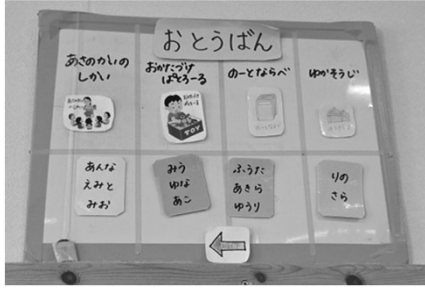 おとうばん
あさのかいの
しかい
おかたづけ
ぱとろーる
のーとならべ
ゆかそうじ
TOY
あんな
えみと
みお
みう
ゆな
あこ
ふうた
あきら
ゆうり
りの
さら